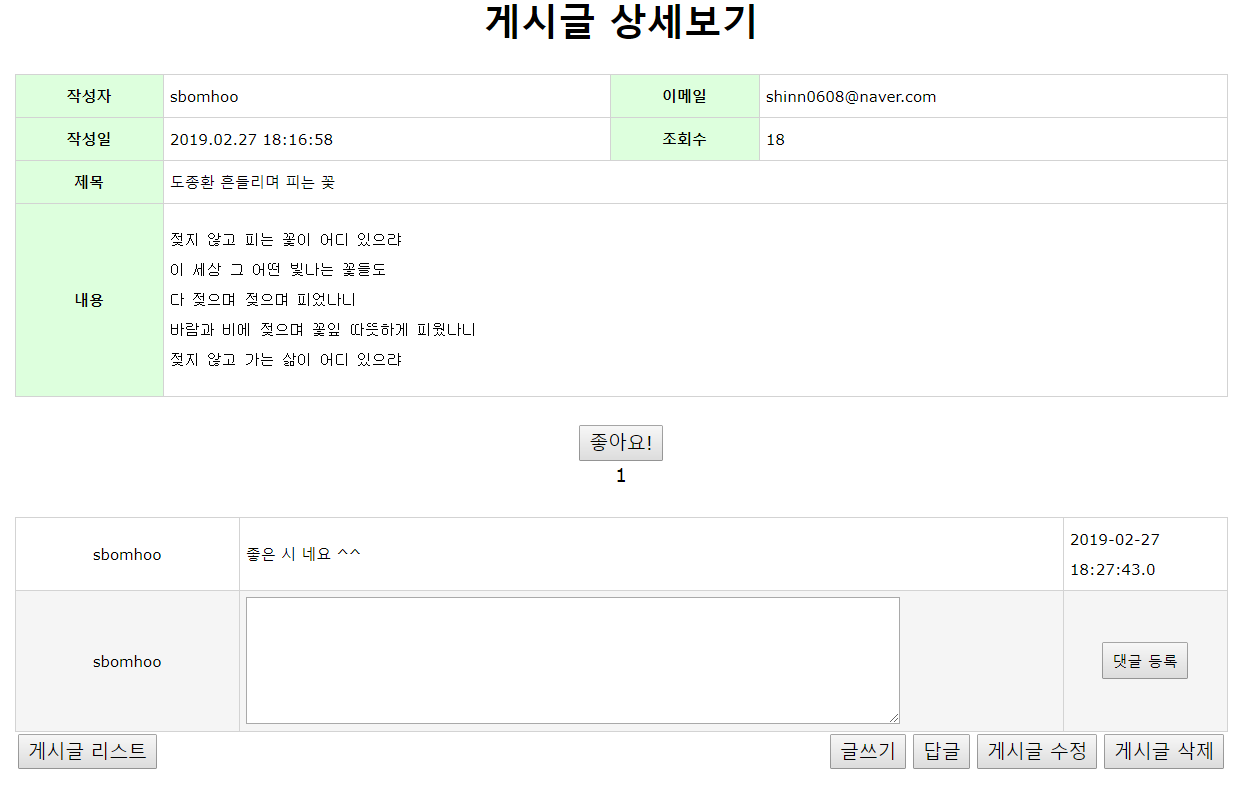 게시글 상세보기
작성자 sbomhoo 이메일 shinn0608@naver.com
작성일 2019.02.27 18:16:58 조회수 18
제목 도종환 흔들리며 피는 꽃
내용
젖지 않고 피는 꽃이 어디 있으랴
이 세상 그 어떤 빛나는 꽃들도
다 젖으며 젖으며 피었나니
바람과 비에 젖으며 꽃잎 따뜻하게 피웠나니
젖지 않고 가는 삶이 어디 있으랴
좋아요!
1
sbomhoo 좋은 시 네요 ^^ 2019-02-27
18:27:43.0
sbomhoo 댓글 등록
게시글 리스트 글쓰기 답글 게시글 수정 게시글 삭제